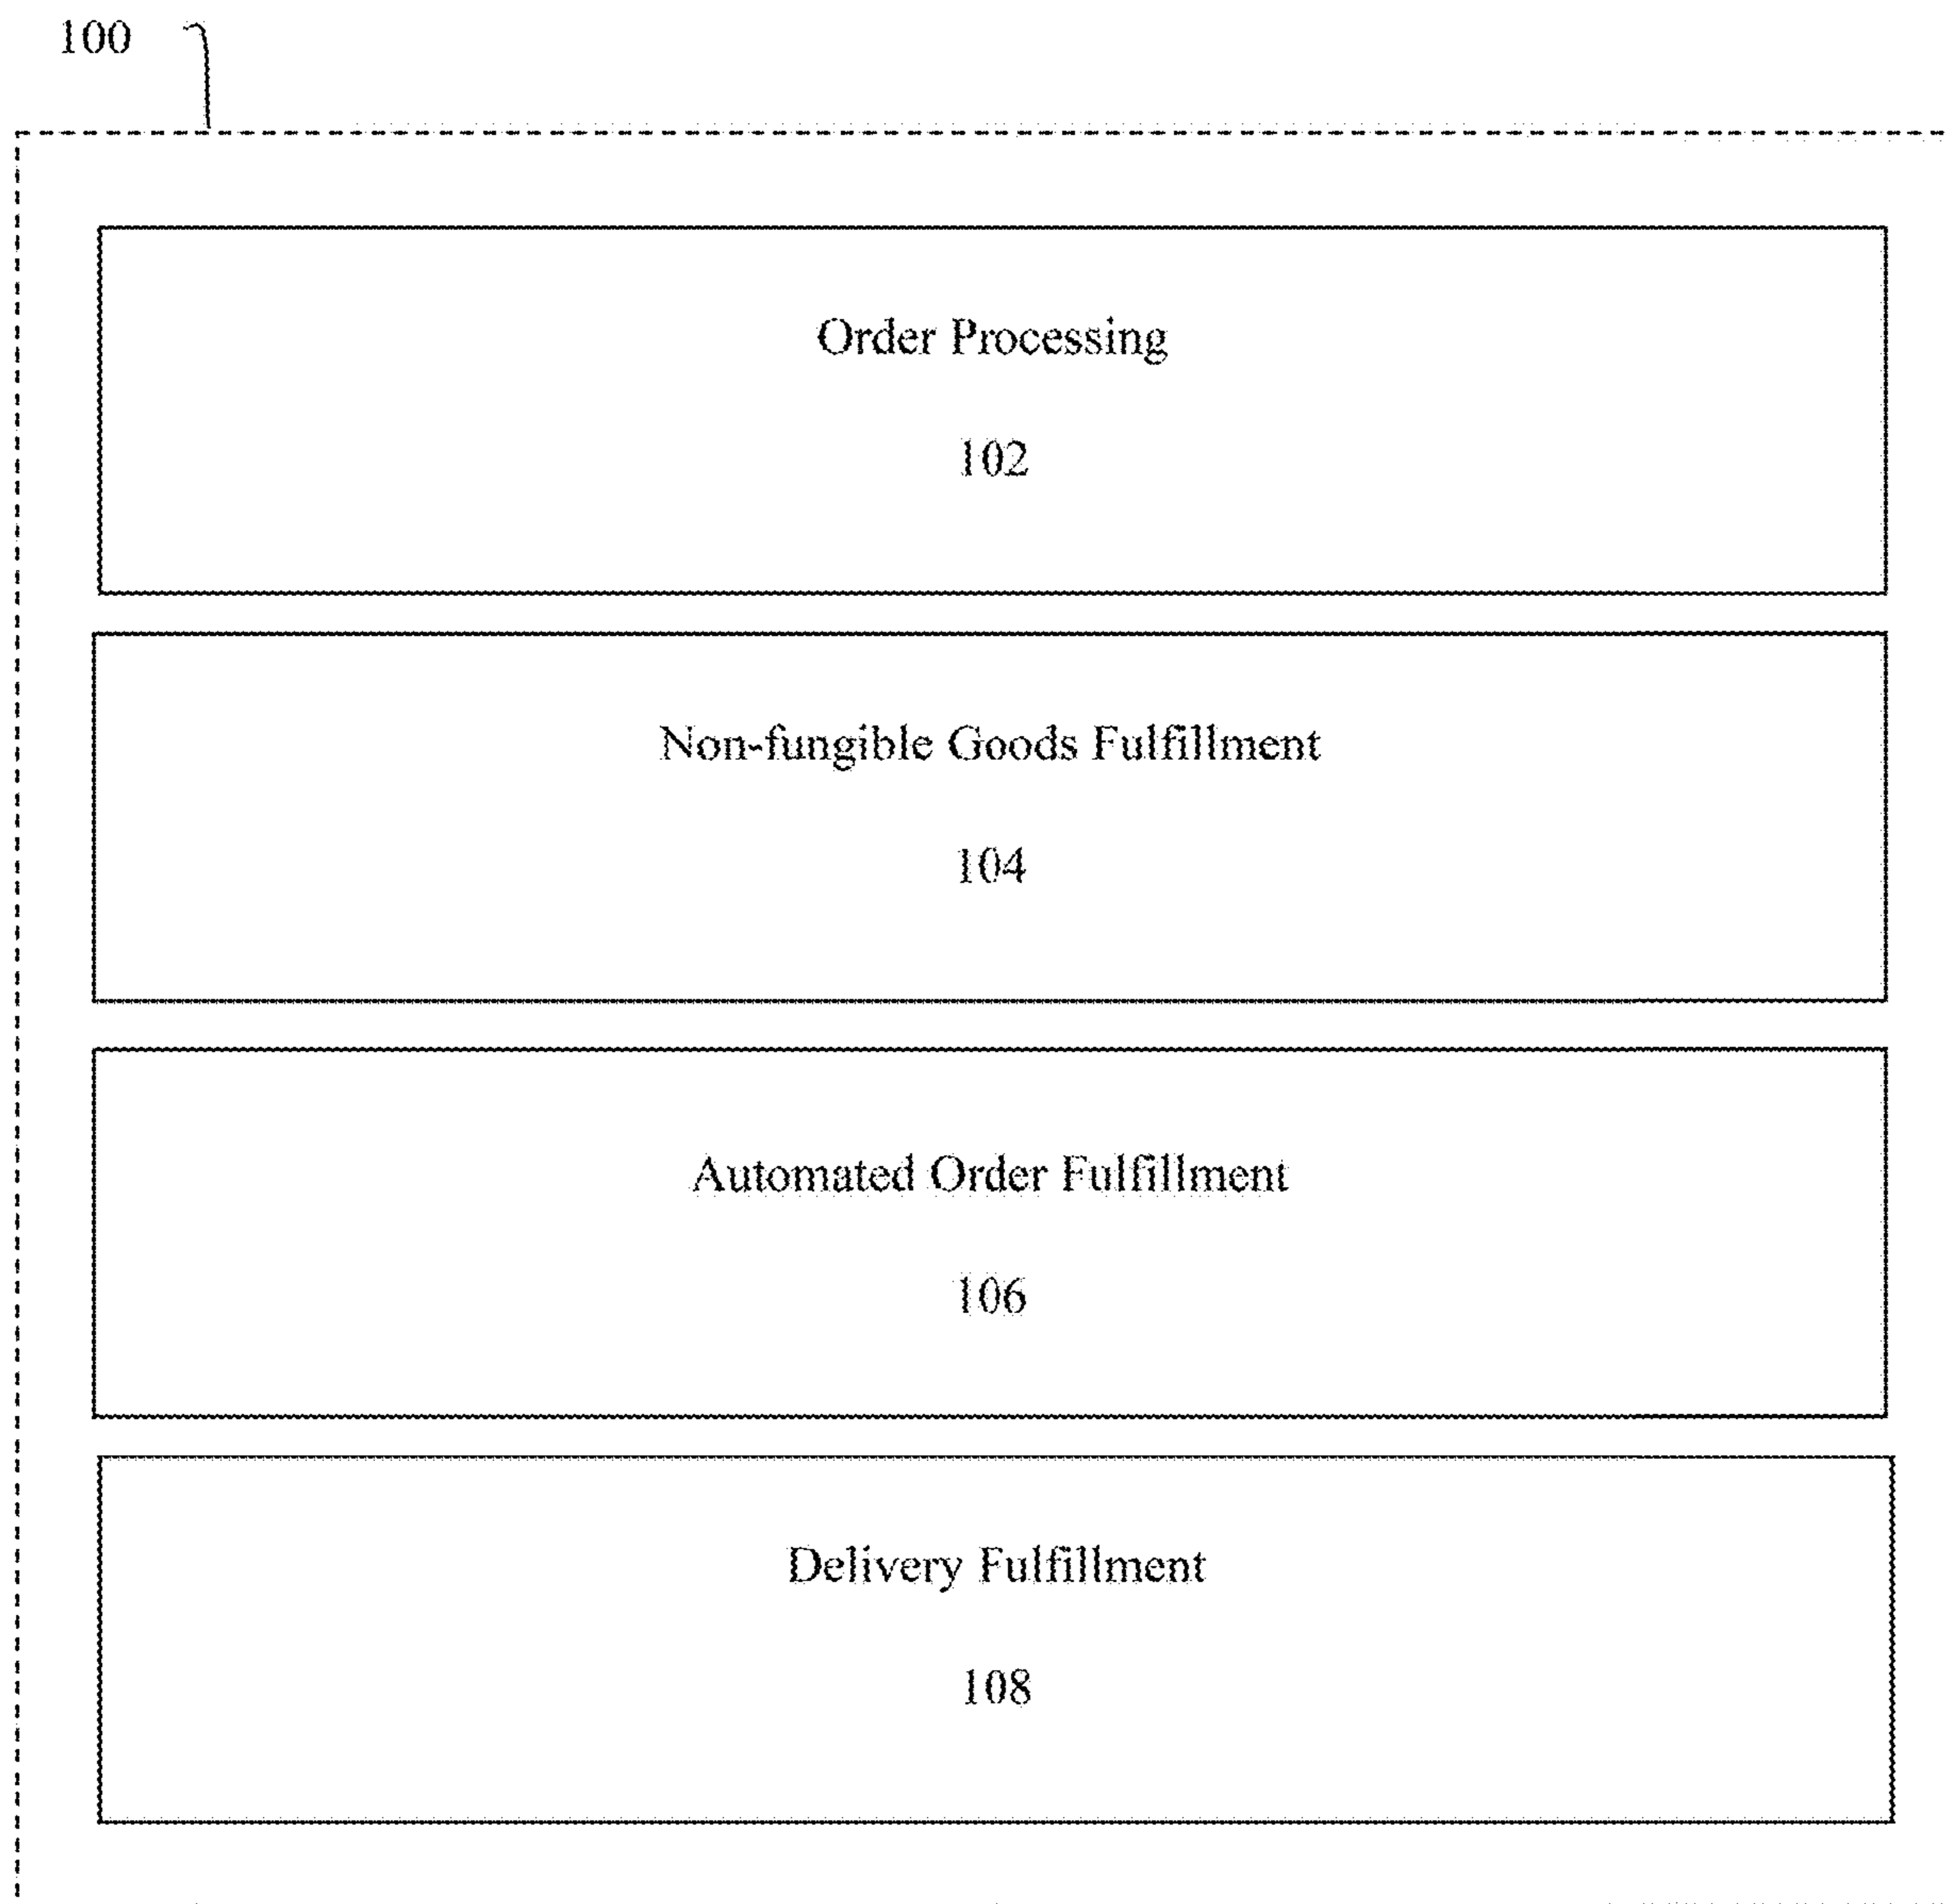 100
Order Processing
102
Non-fungible Goods Fulfillment
104
Automated Order Fulfillment
106
Delivery Fulfillment
108